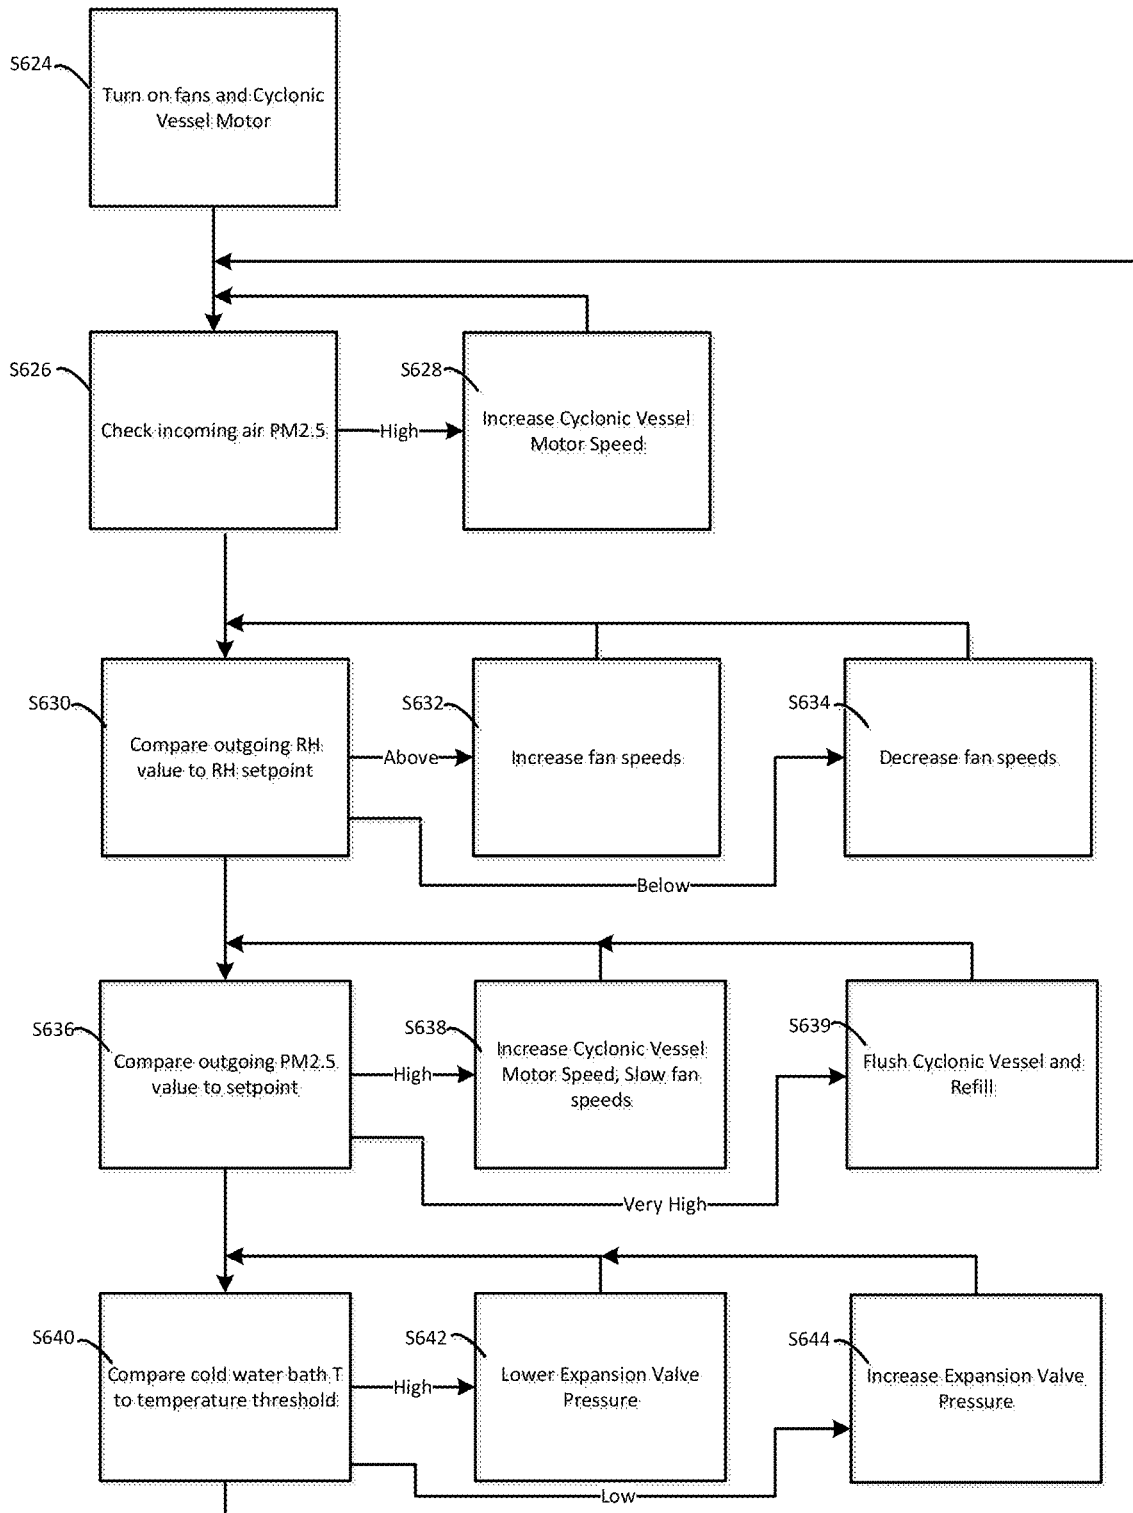 S624
Turn on fans and Cyclonic
Vessel Motor
S626
Check incoming air PM2.5
High
S628
Increase Cyclonic Vessel
Motor Speed
S630
Compare outgoing RH
value to RH setpoint
Above
S632
Increase fan speeds
S634
Decrease fan speeds
Below
S636
Compare outgoing PM2.5
value to setpoint
High
S638
Increase Cyclonic Vessel
Motor Speed, Slow fan
speeds
S639
Flush Cyclonic Vessel and
Refill
Very High
S640
Compare cold water bath T
to temperature threshold
High
S642
Lower Expansion Valve
Pressure
S644
Increase Expansion Valve
Pressure
Low